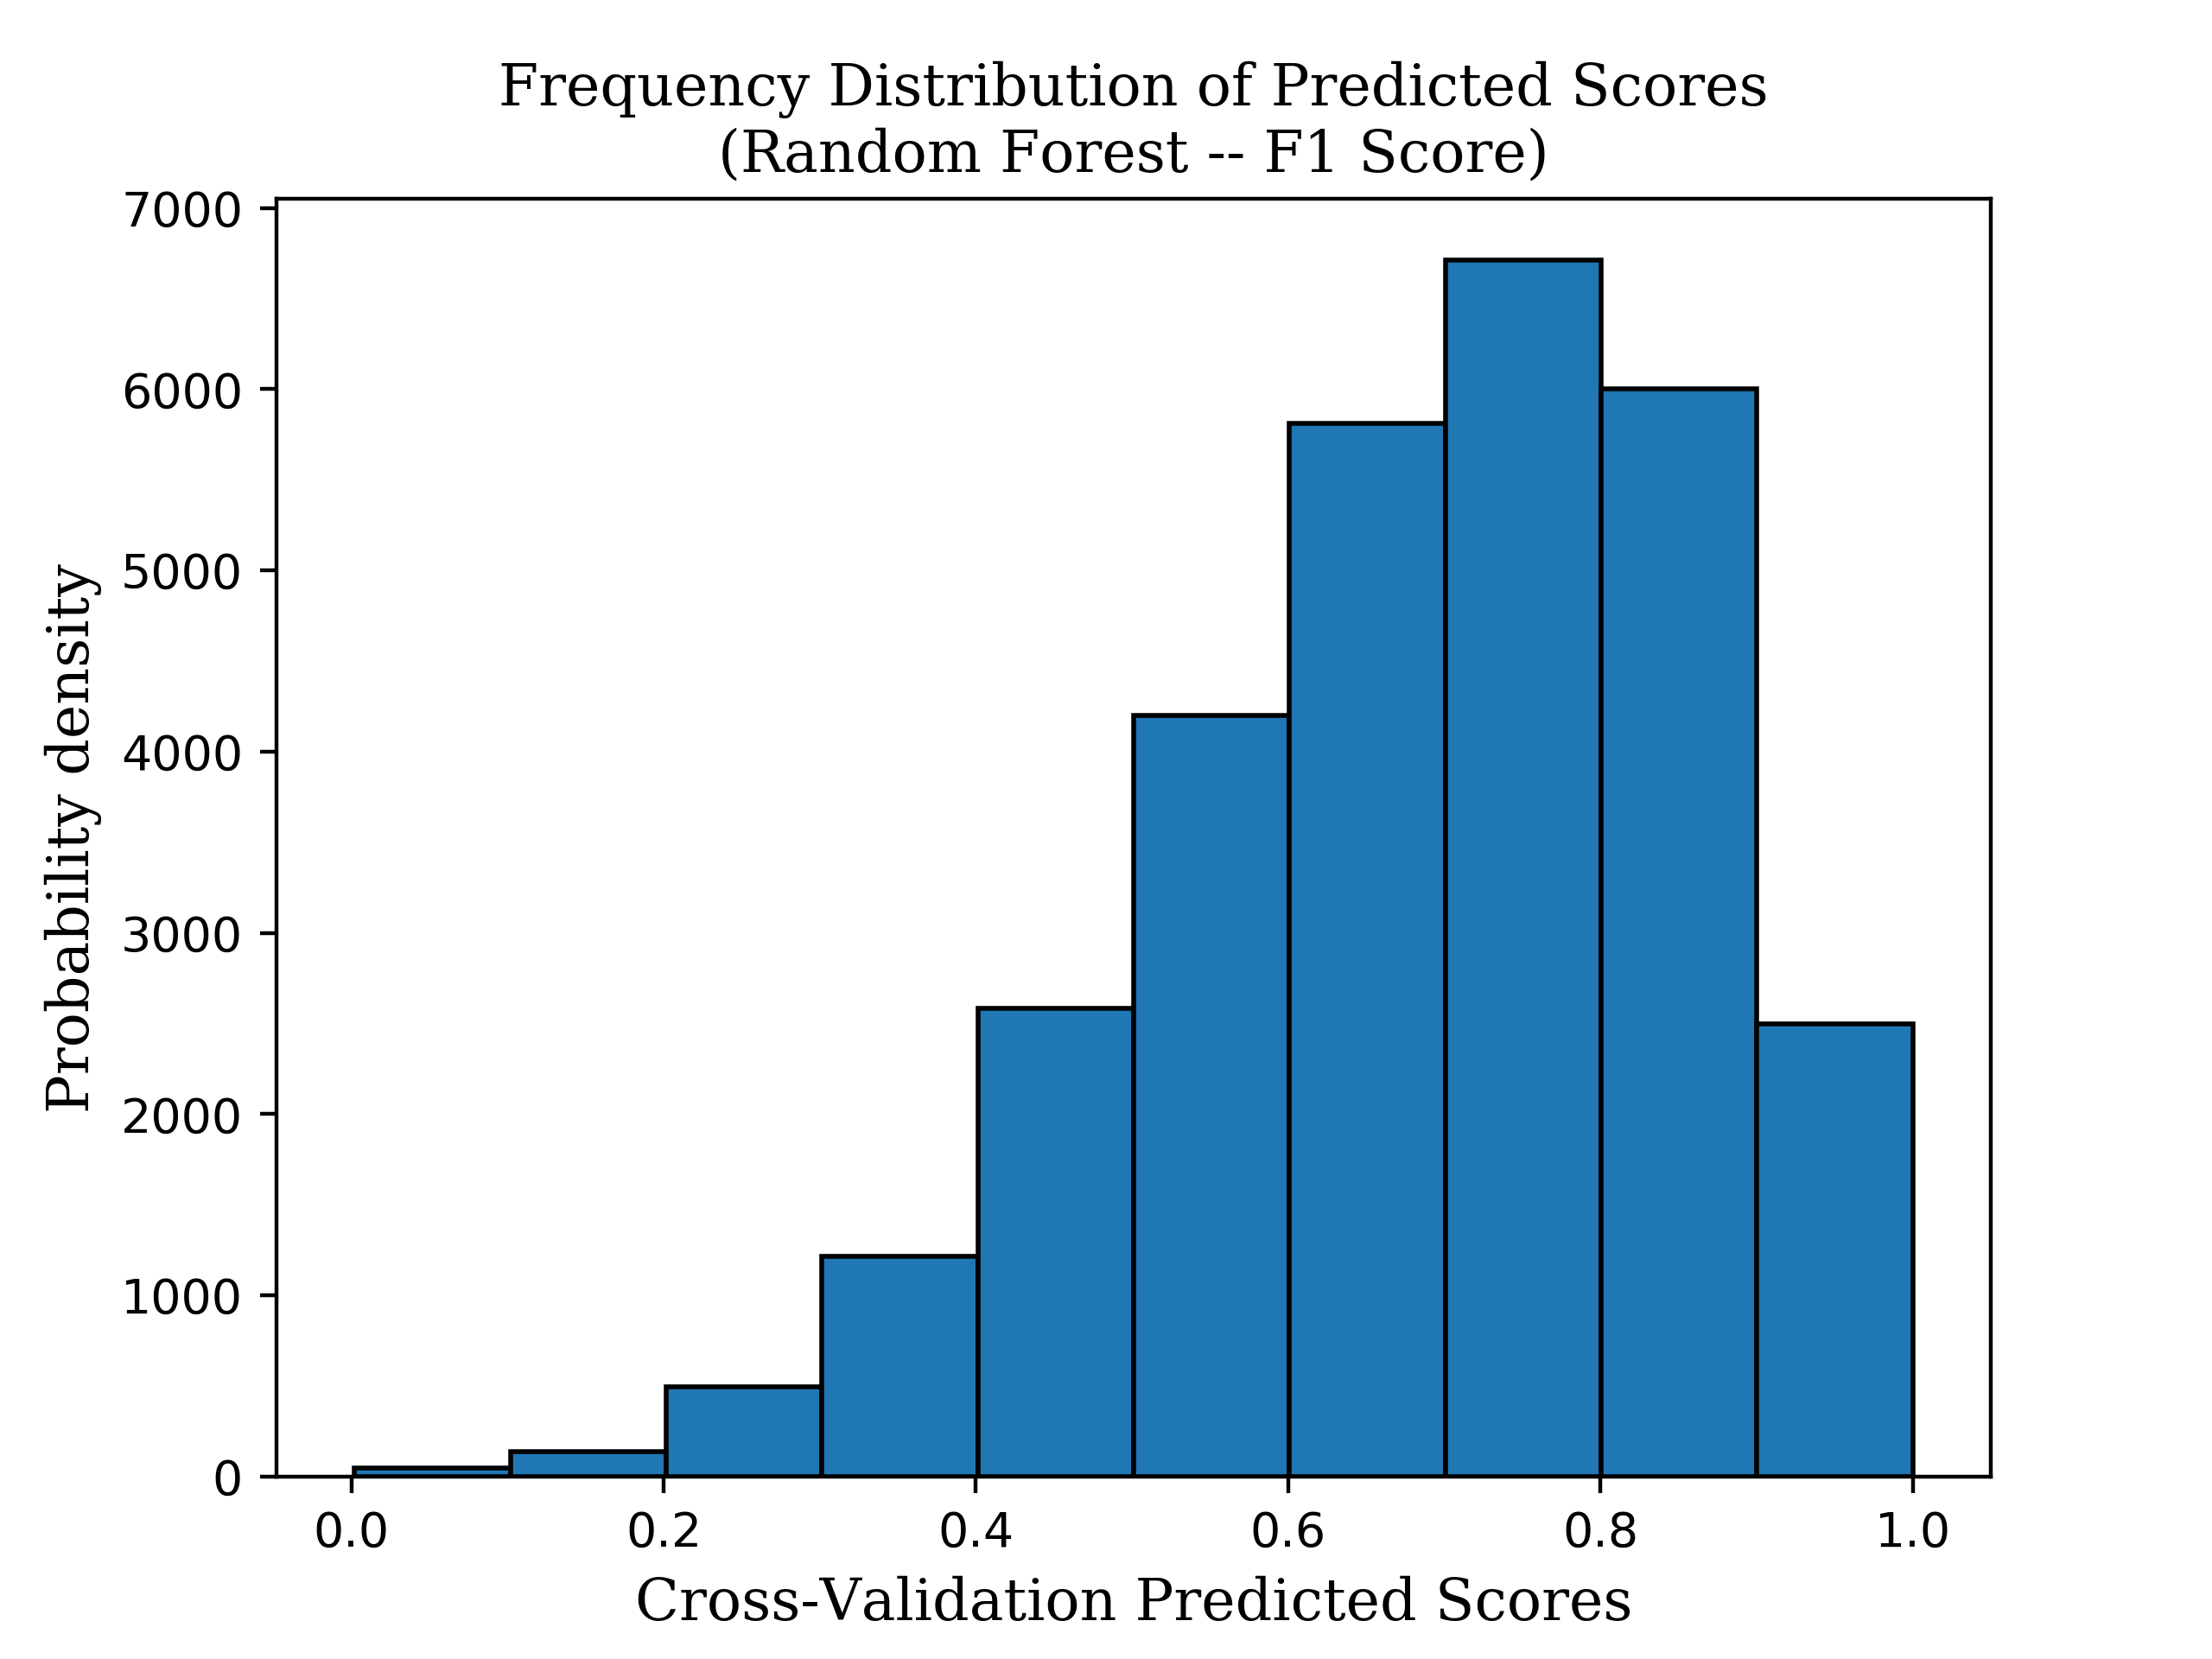 Frequency Distribution of Predicted Scores
(Random Forest -- F1 Score)
Probability density
7000
6000
5000
4000
3000
2000
1000
0
0.0 0.2 0.4 0.6 0.8 1.0
Cross-Validation Predicted Scores